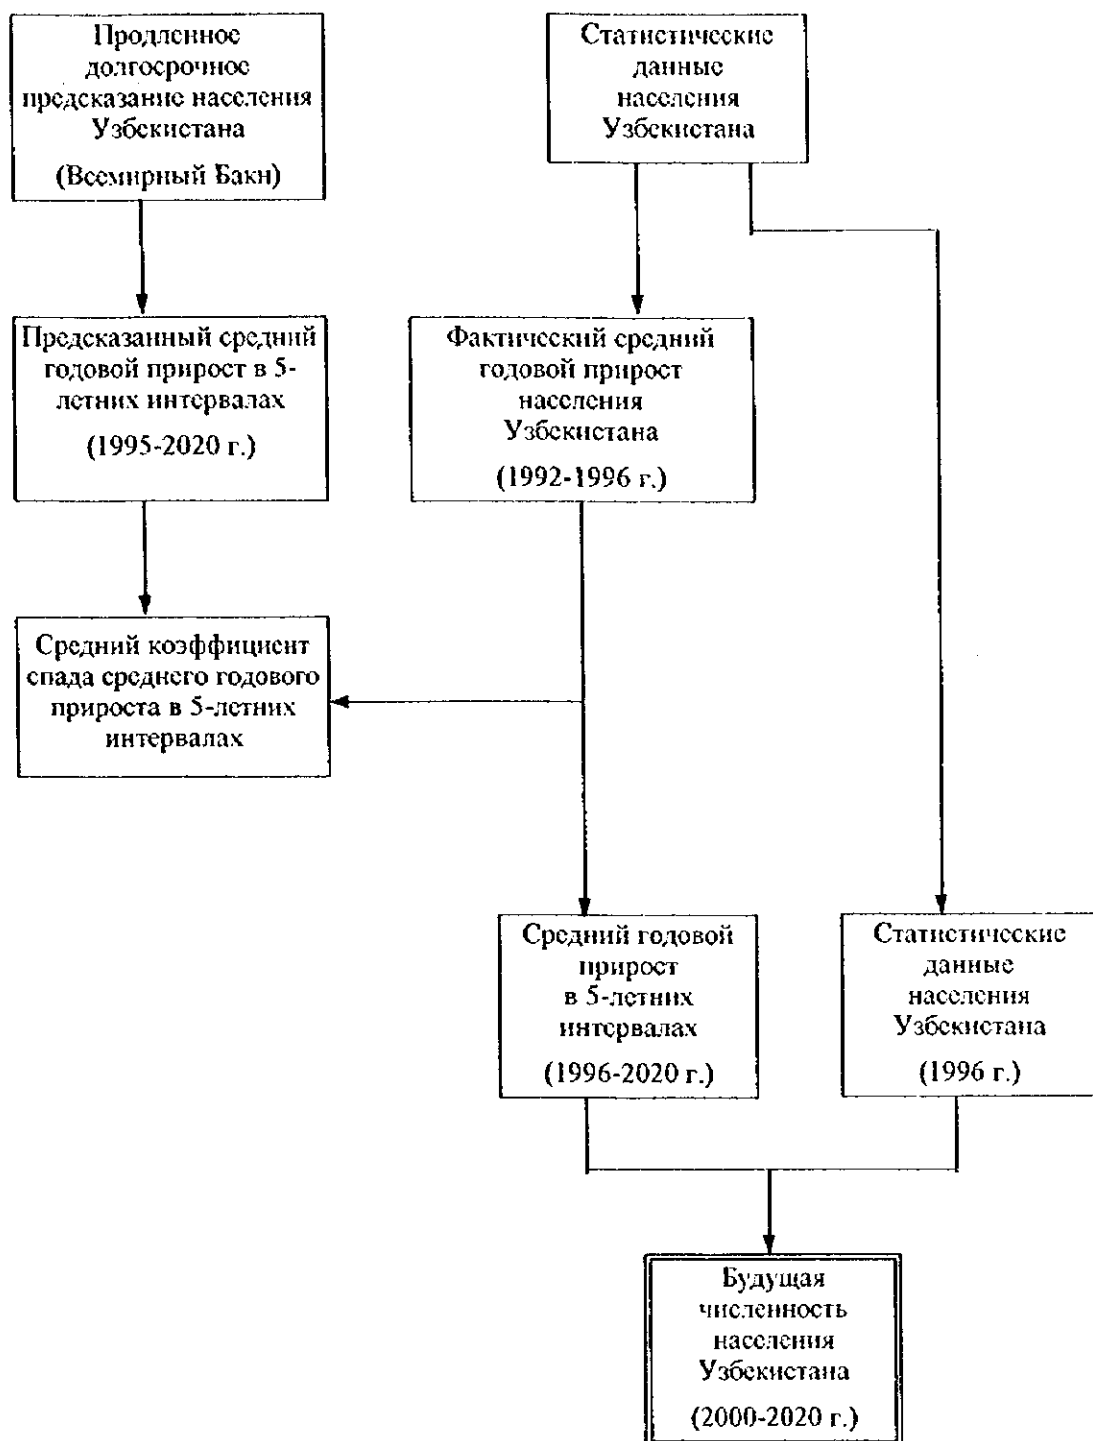 Продленное
долгосрочное
предсказание населения
Узбекистана
(Всемирный Бакн)
Статистические
данные
населения
Узбекистана
Предсказанный средний
годовой прирост в 5-
летних интервалах
(1995-2020 г.)
Фактический средний
годовой прирост
населения
Узбекистана
(1992-1996 г.)
Средний коэффициент
спада среднего годового
прироста в 5-летних
интервалах
Средний годовой
прирост
в 5-летних
интервалах
(1996-2020 г.)
Статистические
данные
населения
Узбекистана
(1996 г.)
Будущая
численность
населения
Узбекистана
(2000-2020 г.)